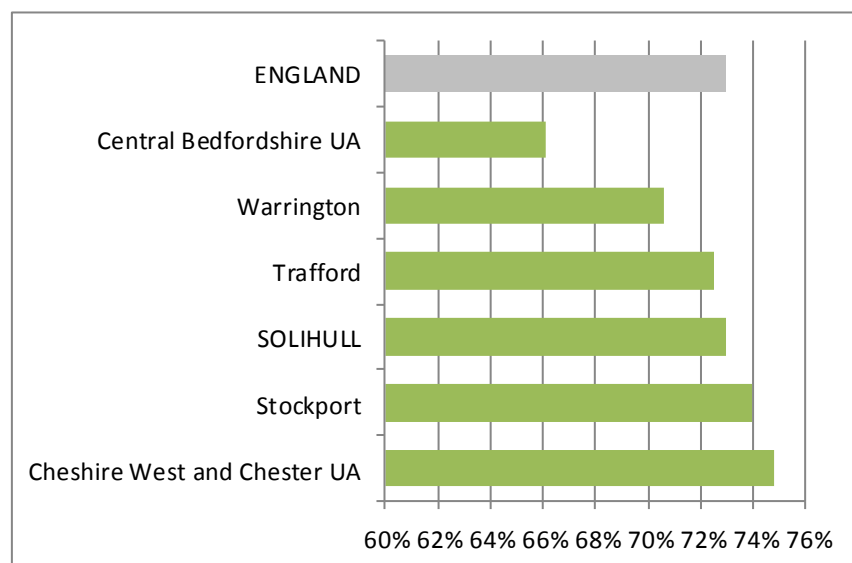 ENGLAND
Central Bedfordshire UA
Warrington
Trafford
SOLIHULL
Stockport
Cheshire West and Chester UA
60% 62% 64% 66% 68% 70% 72% 74% 76%